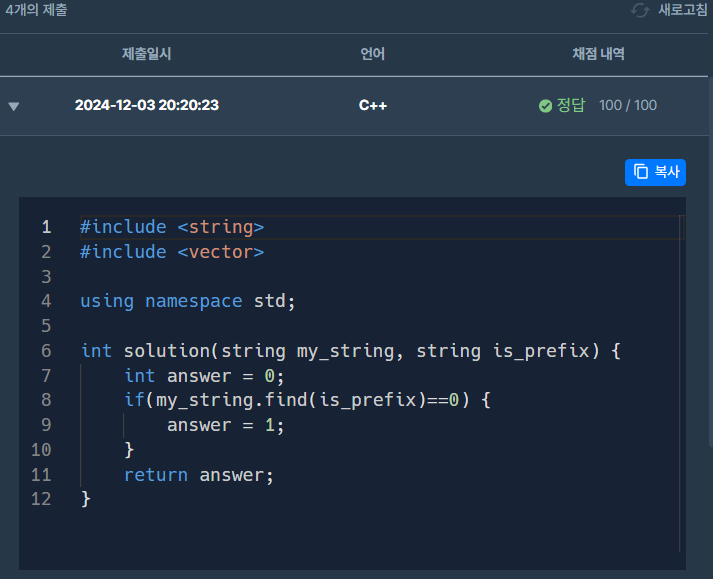 4개의 제출 새로고침
제출일시 언어 채점 내역
2024-12-03 20:20:23 C++ 정답 100 / 100
복사
1 #include <string>
2 #include <vector>
3
4 using namespace std;
5
6 int solution(string my_string, string is_prefix) {
7     int answer = 0;
8     if(my_string.find(is_prefix)==0) {
9         answer = 1;
10     }
11     return answer;
12 }